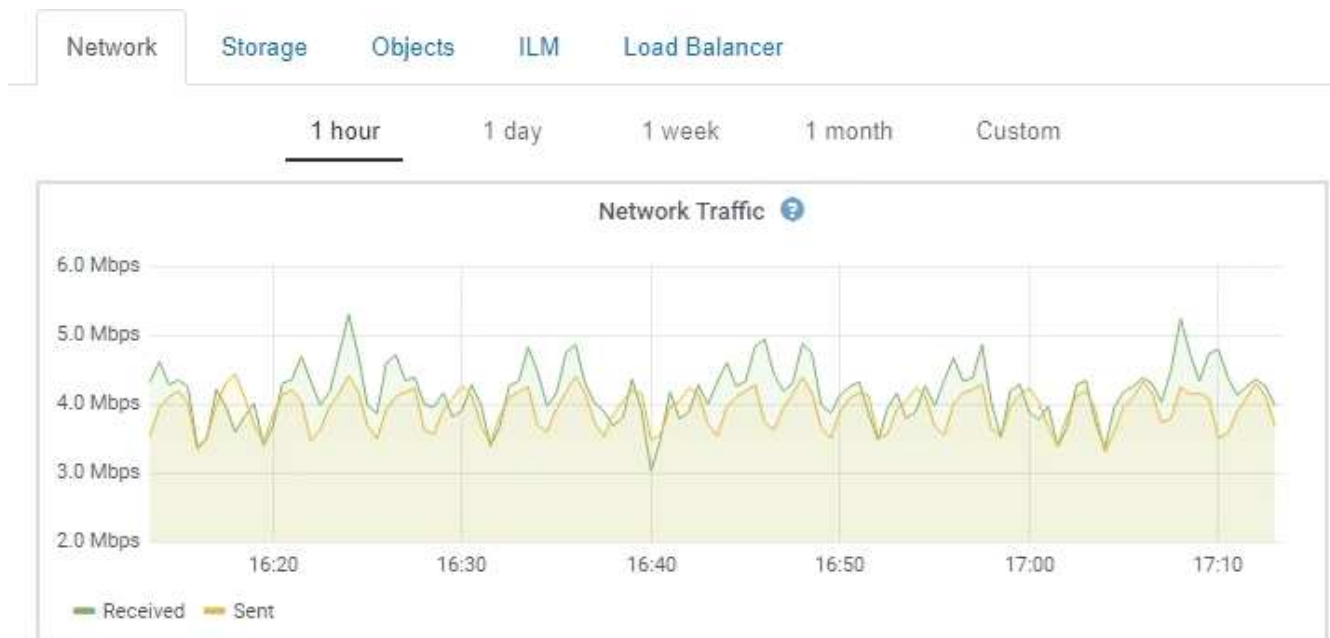 Network Storage Objects ILM Load Balancer
1 hour 1 day 1 week 1 month Custom
Network Traffic ?
6.0 Mbps
5.0 Mbps
4.0 Mbps
3.0 Mbps
2.0 Mbps
16:20 16:30 16:40 16:50 17:00 17:10
Received Sent